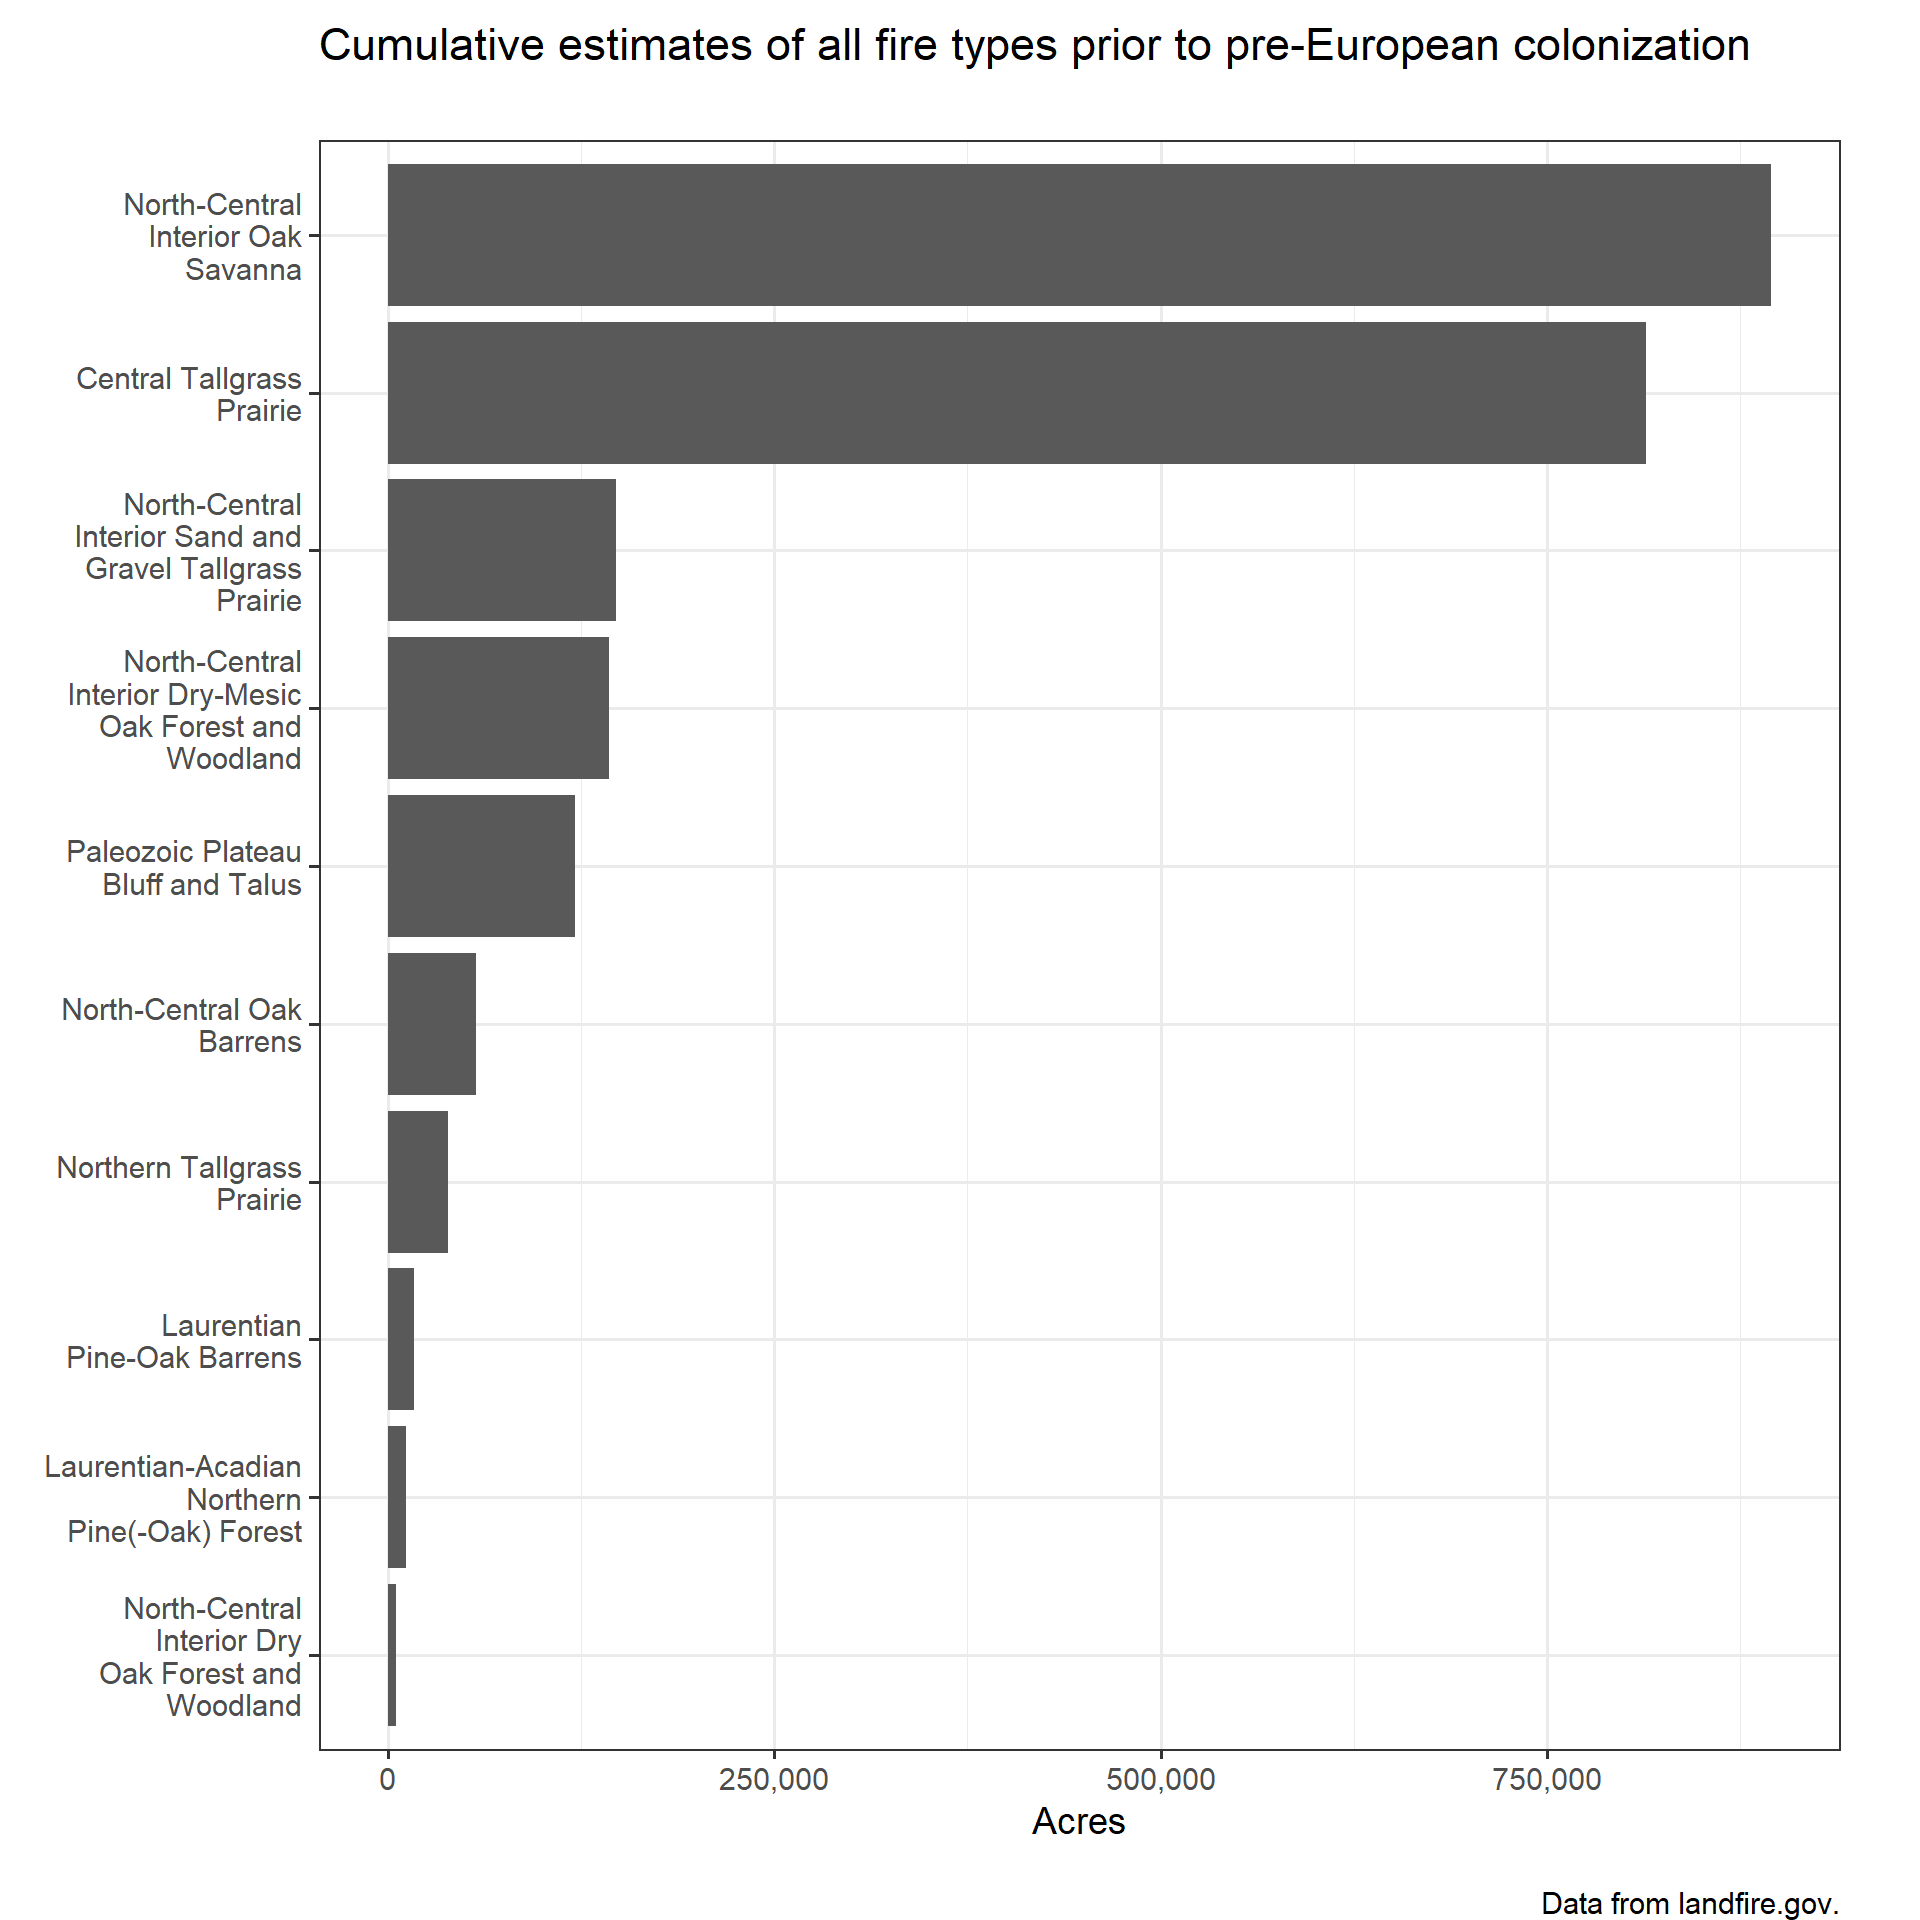 Cumulative estimates of all fire types prior to pre-European colonization
North-Central
Interior Oak
Savanna
Central Tallgrass
Prairie
North-Central
Interior Sand and
Gravel Tallgrass
Prairie
North-Central
Interior Dry-Mesic
Oak Forest and
Woodland
Paleozoic Plateau
Bluff and Talus
North-Central Oak
Barrens
Northern Tallgrass
Prairie
Laurentian
Pine-Oak Barrens
Laurentian-Acadian
Northern
Pine(-Oak) Forest
North-Central
Interior Dry
Oak Forest and
Woodland
0 250,000 500,000 750,000
Acres
Data from landfire.gov.